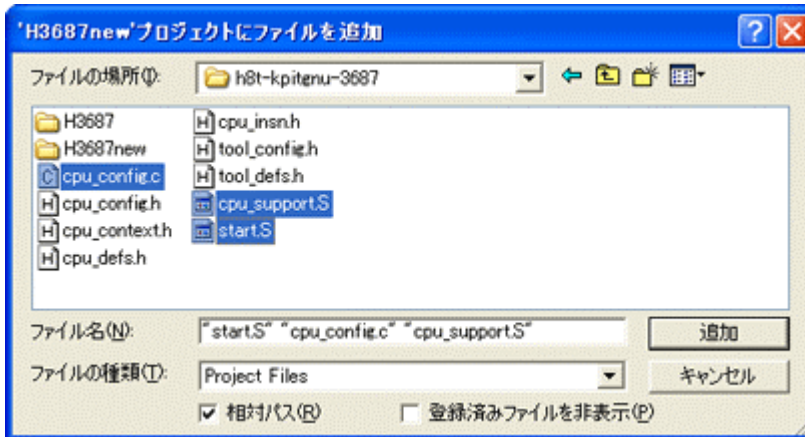 'H3687new'プロジェクトにファイルを追加
ファイルの場所(I): h8t-kpitgnu-3687
H3687
H3687new
cpu_config.c
cpu_config.h
cpu_context.h
cpu_defs.h
cpu_insn.h
tool_config.h
tool_defs.h
cpu_support.S
start.S
ファイル名(N): "start.S" "cpu_config.c" "cpu_support.S" 追加
ファイルの種類(T): Project Files キャンセル
相対パス(R) 登録済みファイルを非表示(P)